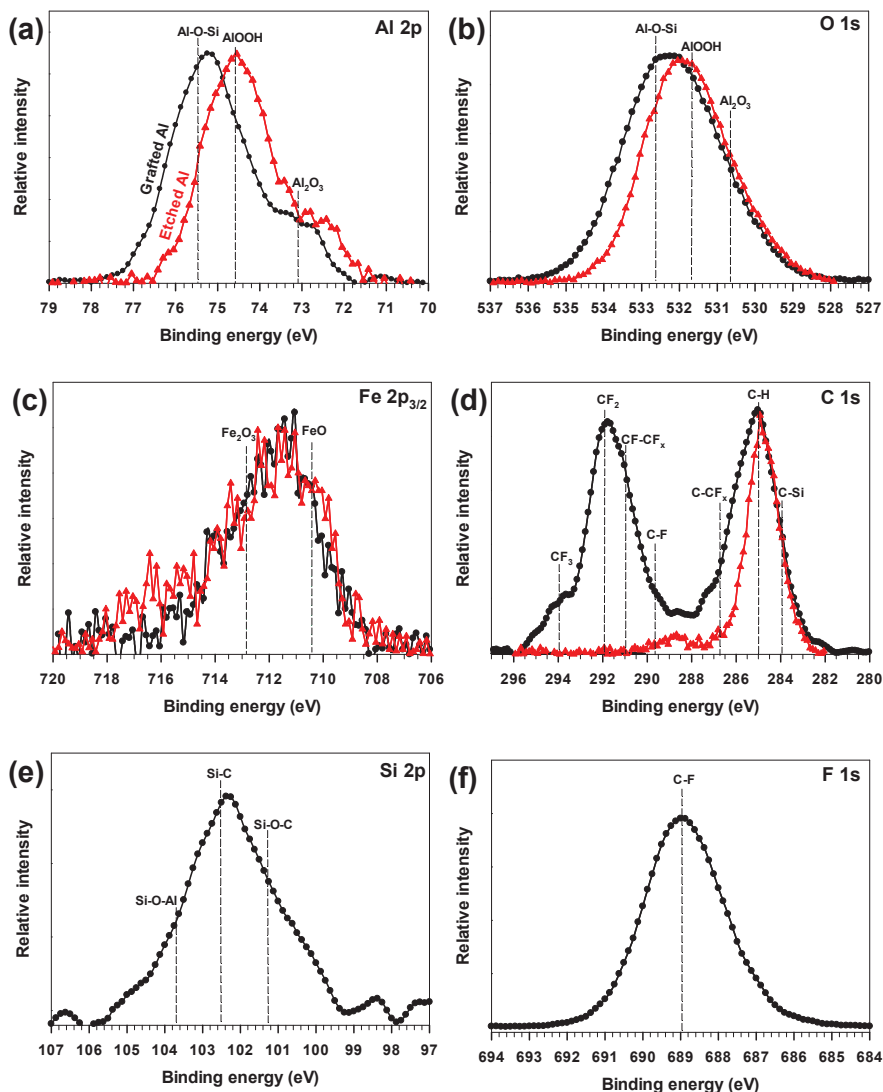 (a)
Al 2p
Al-O-Si
AlOOH
Al₂O₃
Grafted Al
Etched Al
Relative intensity
79 78 77 76 75 74 73 72 71 70
Binding energy (eV)
(b)
O 1s
Al-O-Si
AlOOH
Al₂O₃
Relative intensity
537 536 535 534 533 532 531 530 529 528 527
Binding energy (eV)
(c)
Fe 2p₃/₂
Fe₂O₃
FeO
Relative intensity
720 718 716 714 712 710 708 706
Binding energy (eV)
(d)
C 1s
CF₂
CF-CFₓ
C-H
C-CFₓ
C-Si
C-F
CF₃
Relative intensity
296 294 292 290 288 286 284 282 280
Binding energy (eV)
(e)
Si 2p
Si-C
Si-O-C
Si-O-Al
Relative intensity
107 106 105 104 103 102 101 100 99 98 97
Binding energy (eV)
(f)
F 1s
C-F
Relative intensity
694 693 692 691 690 689 688 687 686 685 684
Binding energy (eV)